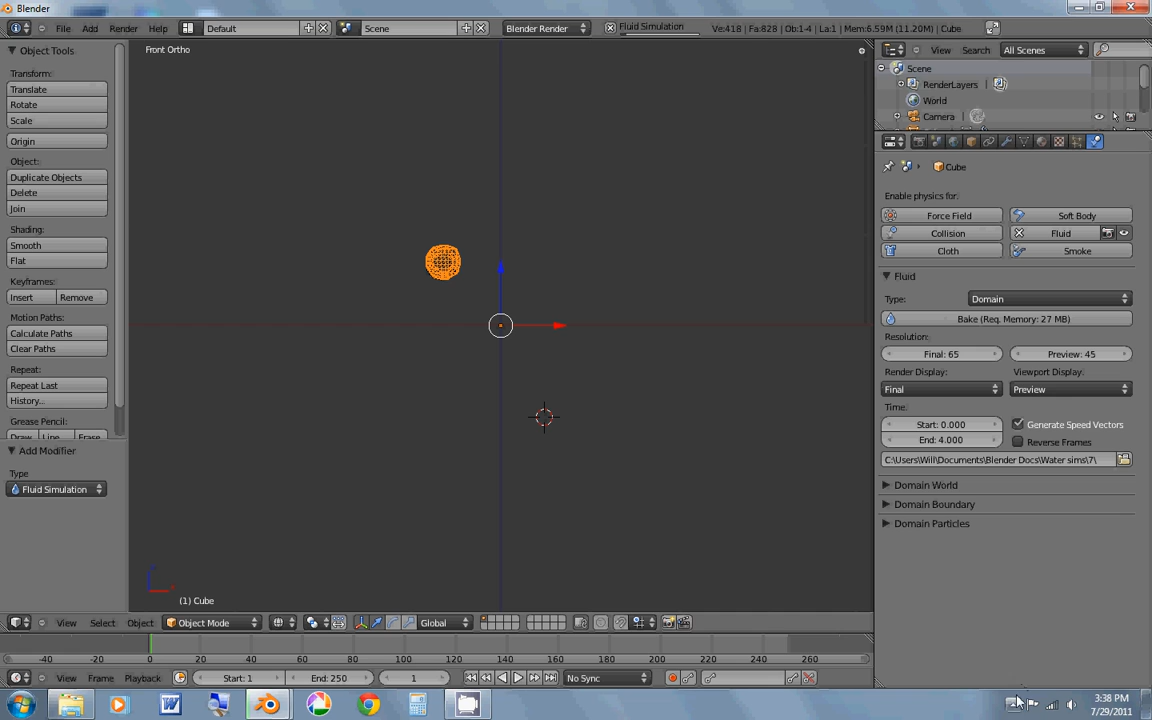 Blender
File Add Render Help Default Scene Blender Render Fluid Simulation Ve:418 | Fa:828 | Ob:1-4 | La:1 | Mem:6.59M (11.20M) | Cube
Object Tools
Transform:
Translate
Rotate
Scale
Origin
Object:
Duplicate Objects
Delete
Join
Shading:
Smooth
Flat
Keyframes:
Insert Remove
Motion Paths:
Calculate Paths
Clear Paths
Repeat:
Repeat Last
History...
Grease Pencil:
Draw Line Erase
Add Modifier
Type
Fluid Simulation
Front Ortho
(1) Cube
View Select Object Object Mode Global
-40 -20 0 20 40 60 80 100 120 140 160 180 200 220 240 260
View Frame Playback Start: 1 End: 250 1 No Sync
View Search All Scenes
Scene
RenderLayers |
World
Camera |
Cube
Enable physics for:
Force Field Soft Body
Collision Fluid
Cloth Smoke
Fluid
Type: Domain
Bake (Req. Memory: 27 MB)
Resolution:
Final: 65 Preview: 45
Render Display: Viewport Display:
Final Preview
Time:
Start: 0.000 Generate Speed Vectors
End: 4.000 Reverse Frames
C:\Users\Will\Documents\Blender Docs\Water sims\7\
Domain World
Domain Boundary
Domain Particles
3:38 PM
7/29/2011